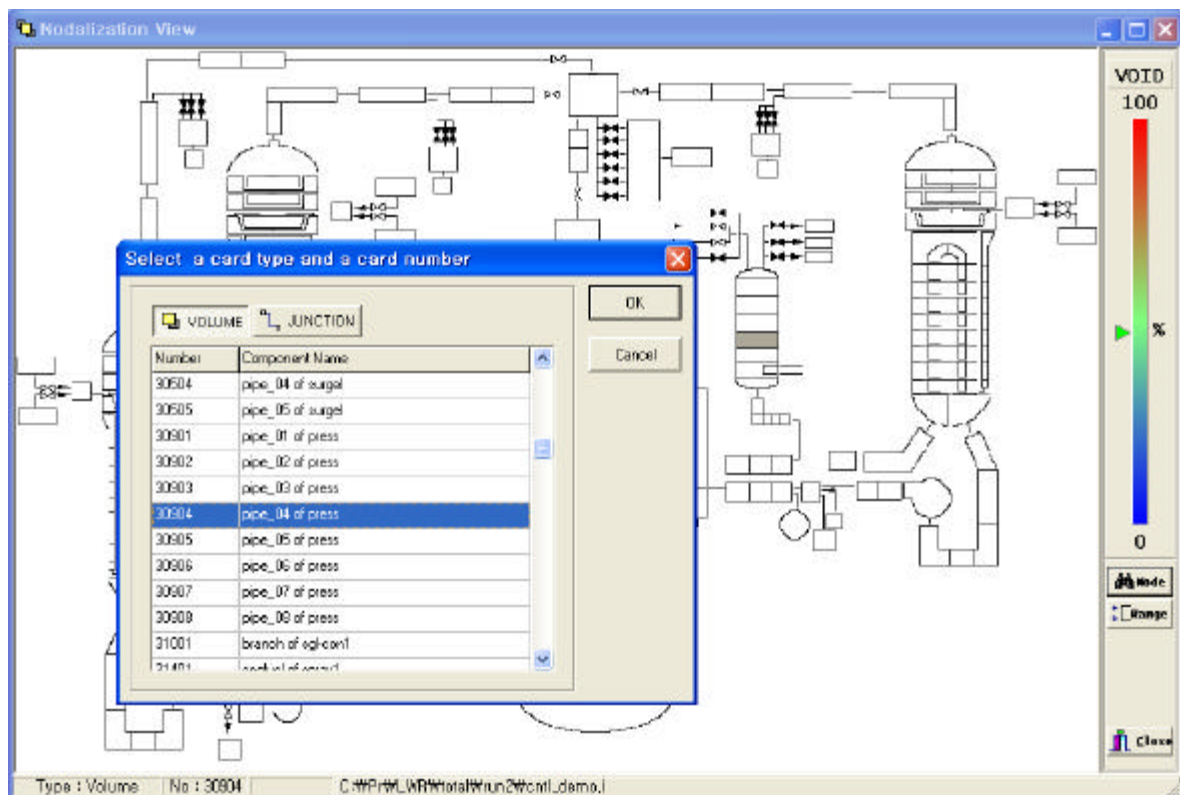 Nodalization View
VOID
100
%
0
Node
Range
Close
Select a card type and a card number
VOLUME JUNCTION
OK
Cancel
Number Component Name
30504 pipe_04 of surgel
30505 pipe_05 of surgel
30901 pipe_01 of press
30902 pipe_02 of press
30903 pipe_03 of press
30904 pipe_04 of press
30905 pipe_05 of press
30906 pipe_06 of press
30907 pipe_07 of press
30908 pipe_08 of press
31001 branch of sgl-con1
Type : Volume No : 30904